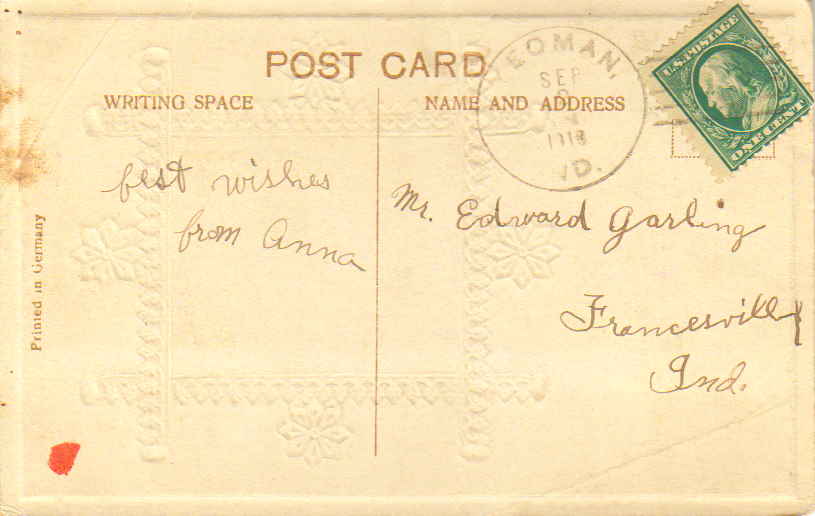 POST CARD
WRITING SPACE
NAME AND ADDRESS
YEOMAN,
SEP
IND.
U.S. POSTAGE
ONE CENT
best wishes
from Anna
Mr. Edward Garling
Francesville
Ind.
Printed in Germany